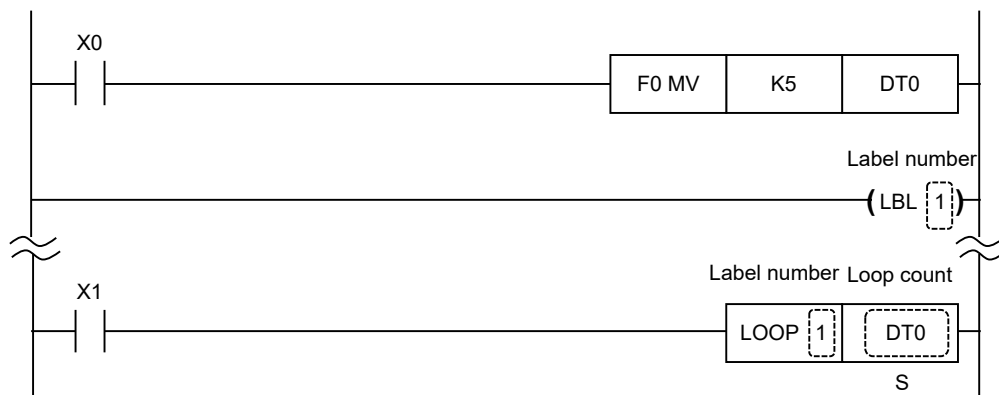 X0
F0 MV K5 DT0
Label number
LBL 1
Label number Loop count
X1
LOOP 1 DT0
S